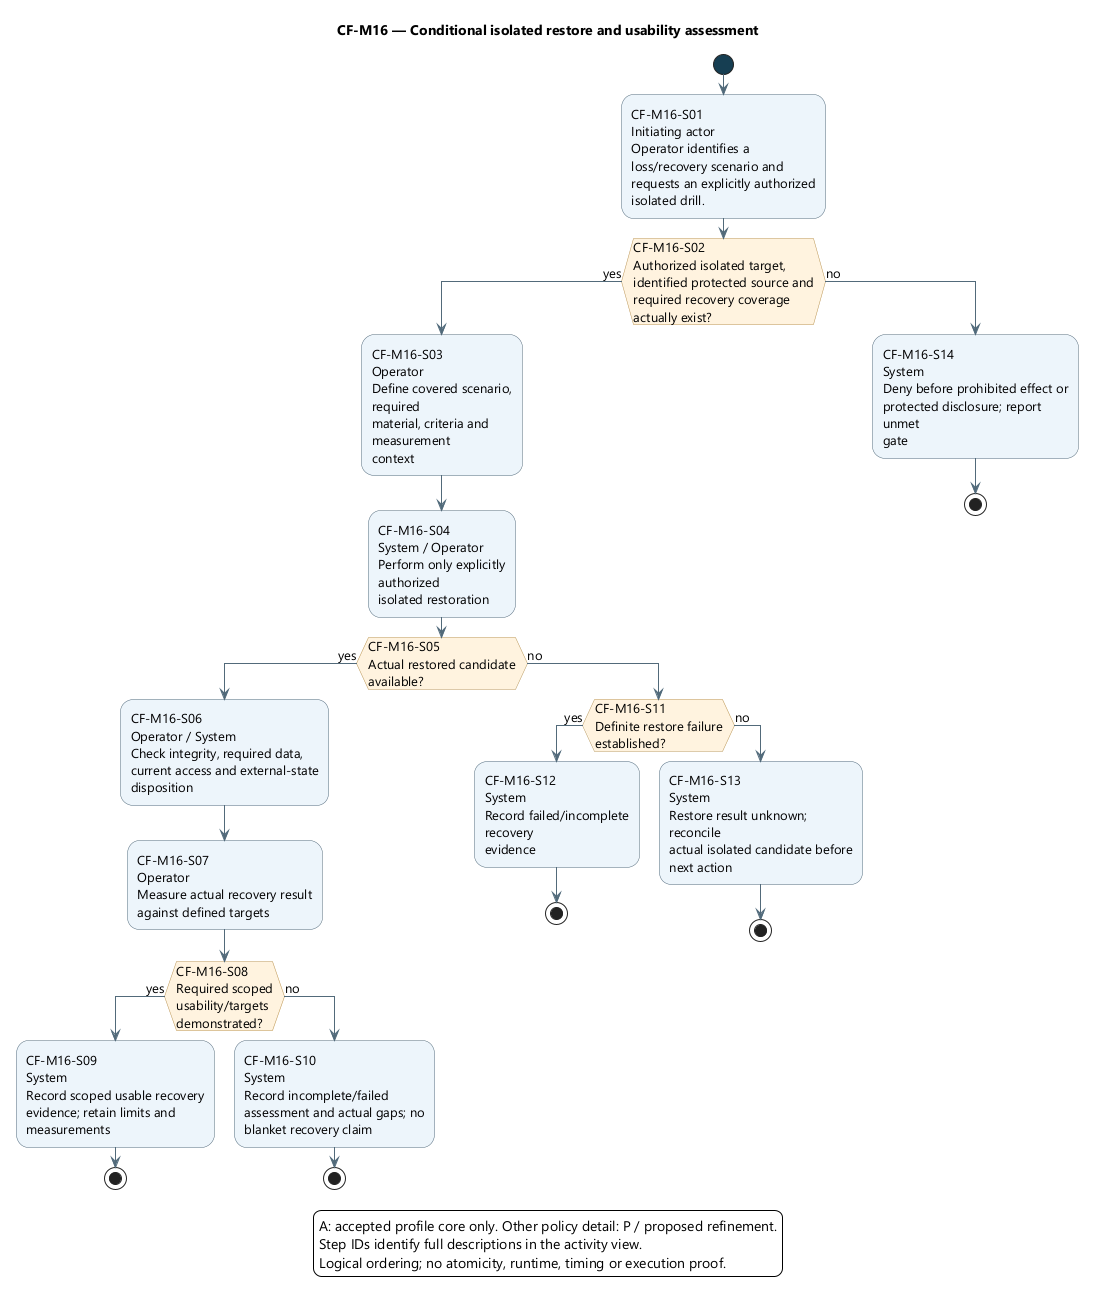 CF-M16 — Conditional isolated restore and usability assessment
CF-M16-S01
Initiating actor
Operator identifies a
loss/recovery scenario and
requests an explicitly authorized
isolated drill.
CF-M16-S02
Authorized isolated target,
identified protected source and
required recovery coverage
actually exist?
yes
no
CF-M16-S03
Operator
Define covered scenario,
required
material, criteria and
measurement
context
CF-M16-S14
System
Deny before prohibited effect or
protected disclosure; report
unmet
gate
CF-M16-S04
System / Operator
Perform only explicitly
authorized
isolated restoration
CF-M16-S05
Actual restored candidate
available?
yes
no
CF-M16-S06
Operator / System
Check integrity, required data,
current access and external-state
disposition
CF-M16-S11
Definite restore failure
established?
yes
no
CF-M16-S12
System
Record failed/incomplete
recovery
evidence
CF-M16-S13
System
Restore result unknown;
reconcile
actual isolated candidate before
next action
CF-M16-S07
Operator
Measure actual recovery result
against defined targets
CF-M16-S08
Required scoped
usability/targets
demonstrated?
yes
no
CF-M16-S09
System
Record scoped usable recovery
evidence; retain limits and
measurements
CF-M16-S10
System
Record incomplete/failed
assessment and actual gaps; no
blanket recovery claim
A: accepted profile core only. Other policy detail: P / proposed refinement.
Step IDs identify full descriptions in the activity view.
Logical ordering; no atomicity, runtime, timing or execution proof.